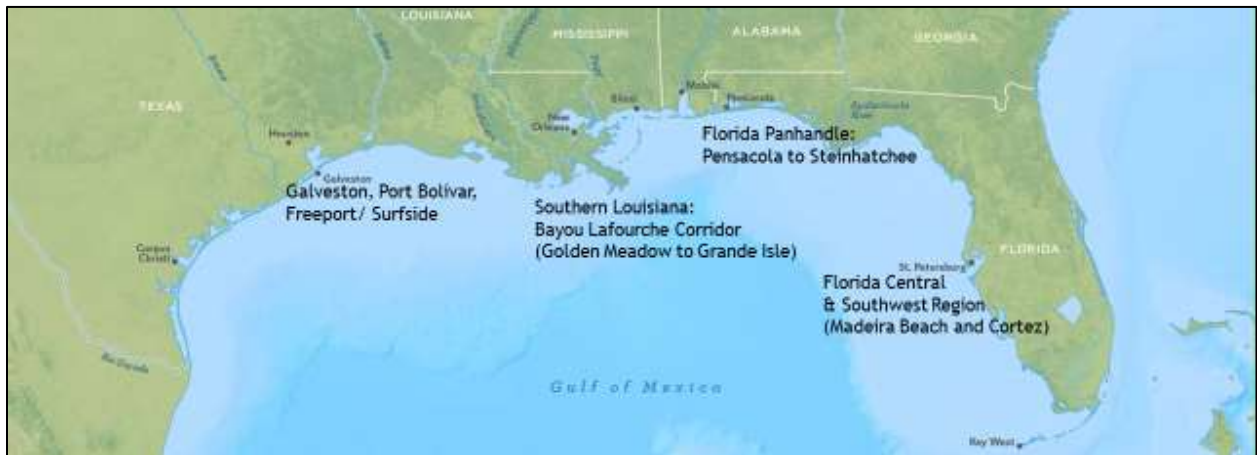 LOUISIANA
MISSISSIPPI
ALABAMA
GEORGIA
TEXAS
Houston
Galveston
Galveston, Port Bolivar,
Freeport/ Surfside
Corpus
Christi
New
Orleans
Biloxi
Mobile
Pensacola
Apalachicola
River
Florida Panhandle:
Pensacola to Steinhatchee
Southern Louisiana:
Bayou Lafourche Corridor
(Golden Meadow to Grande Isle)
FLORIDA
St. Petersburg
Florida Central
& Southwest Region
(Madeira Beach and Cortez)
Gulf of Mexico
Key West